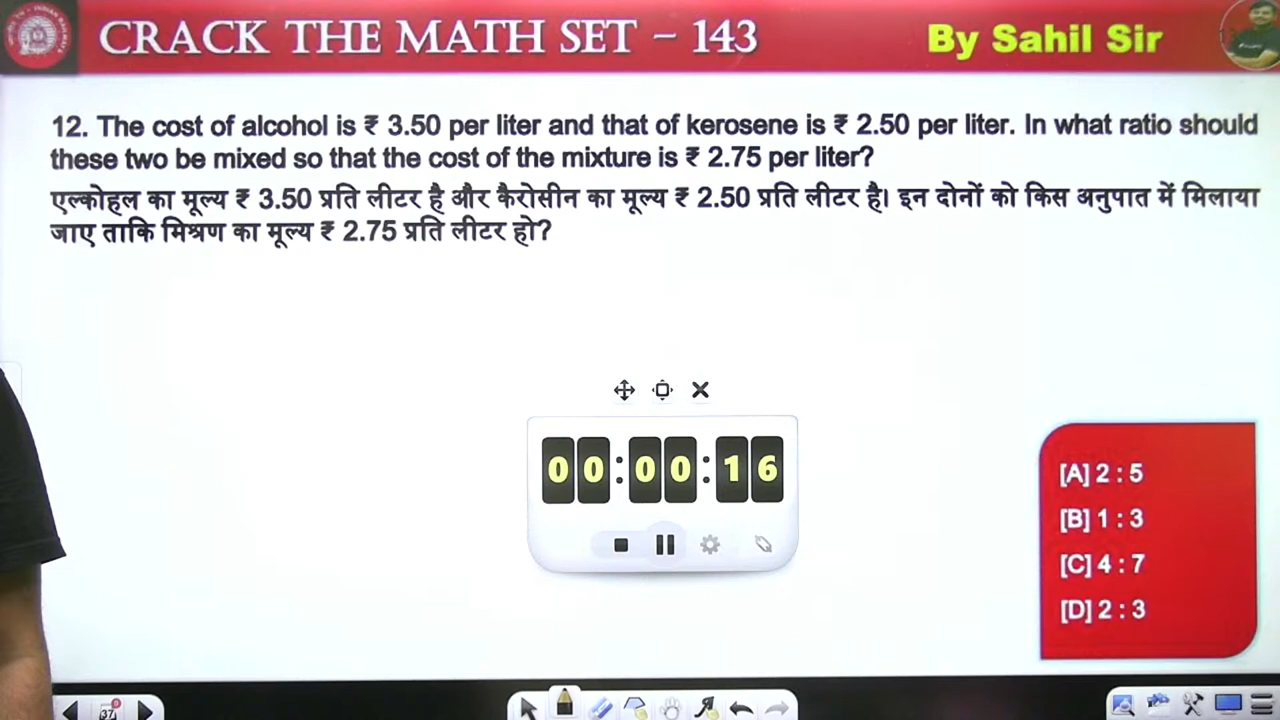 CRACK THE MATH SET – 143
By Sahil Sir
12. The cost of alcohol is ₹ 3.50 per liter and that of kerosene is ₹ 2.50 per liter. In what ratio should
these two be mixed so that the cost of the mixture is ₹ 2.75 per liter?
एल्कोहल का मूल्य ₹ 3.50 प्रति लीटर है और कैरोसीन का मूल्य ₹ 2.50 प्रति लीटर है। इन दोनों को किस अनुपात में मिलाया
जाए ताकि मिश्रण का मूल्य ₹ 2.75 प्रति लीटर हो?
00:00:16
[A] 2 : 5
[B] 1 : 3
[C] 4 : 7
[D] 2 : 3
37